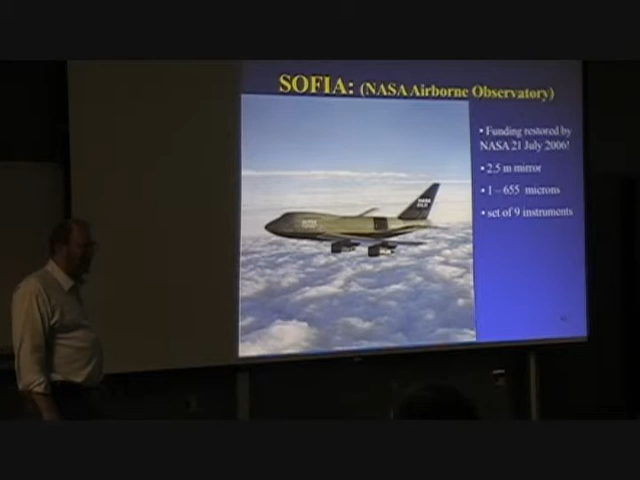 SOFIA: (NASA Airborne Observatory)
▪ Funding restored by
NASA 21 July 2006!
▪ 2.5 m mirror
▪ 1 – 655 microns
▪ set of 9 instruments
NASA